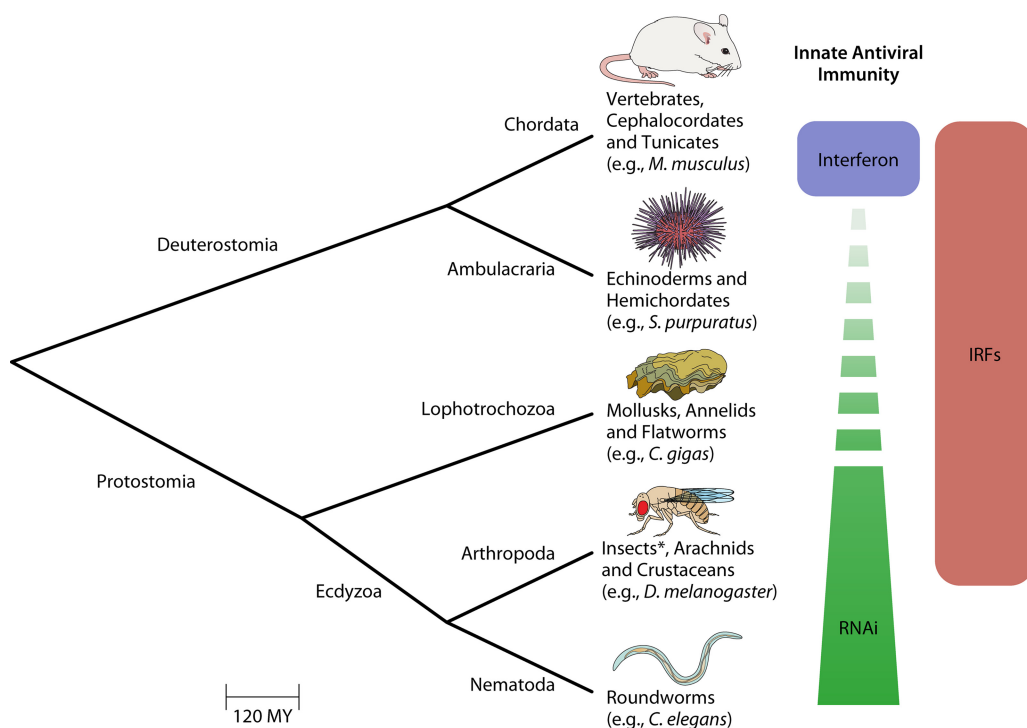 Innate Antiviral
Immunity
Chordata
Vertebrates,
Cephalocordates
and Tunicates
(e.g., M. musculus)
Interferon
IRFs
Deuterostomia
Ambulacraria
Echinoderms and
Hemichordates
(e.g., S. purpuratus)
Lophotrochozoa
Mollusks, Annelids
and Flatworms
(e.g., C. gigas)
Protostomia
Arthropoda
Insects*, Arachnids
and Crustaceans
(e.g., D. melanogaster)
Ecdyzoa
RNAi
Nematoda
Roundworms
(e.g., C. elegans)
120 MY